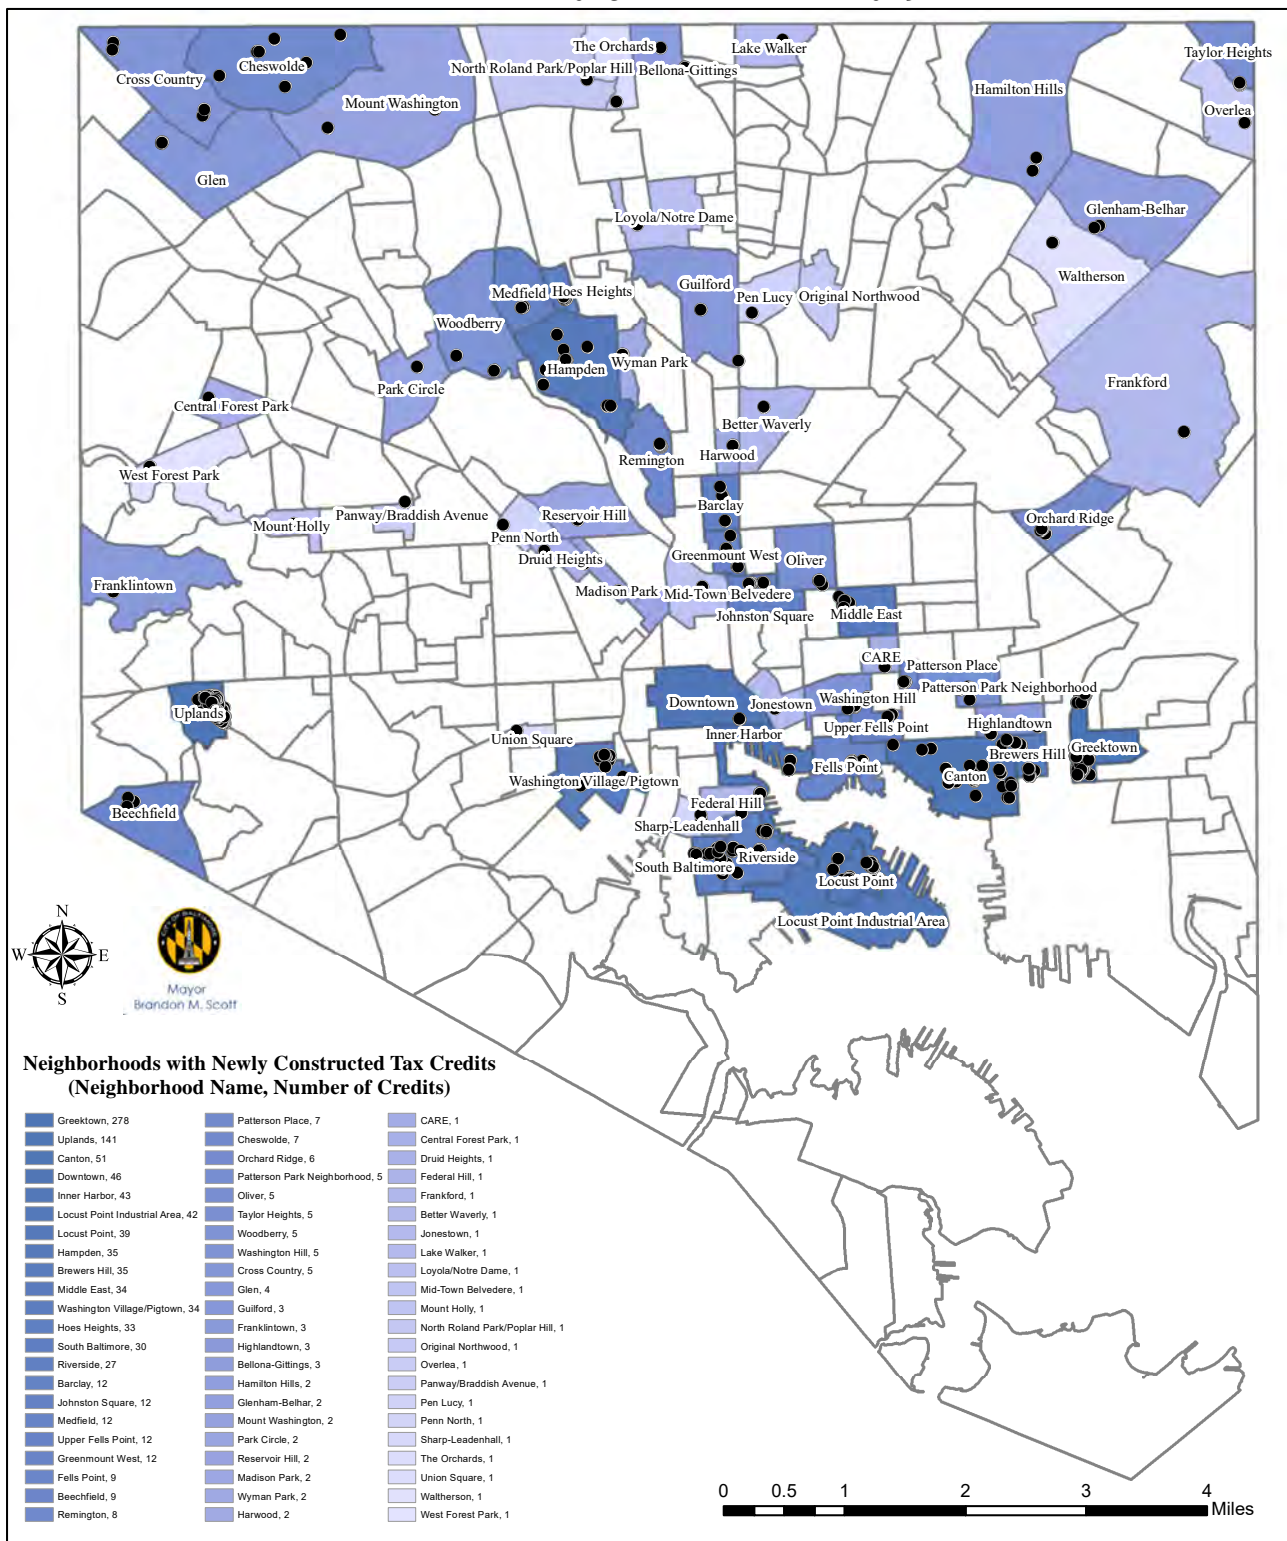 The Orchards
Lake Walker
Taylor Heights
Cheswolde
Cross Country
North Roland Park/Poplar Hill
Bellona-Gittings
Hamilton Hills
Mount Washington
Overlea
Glen
Loyola/Notre Dame
Glenham-Belhar
Waltherson
Medfield
Hoes Heights
Guilford
Pen Lucy
Original Northwood
Woodberry
Hampden
Wyman Park
Park Circle
Frankford
Central Forest Park
Better Waverly
Remington
Harwood
West Forest Park
Barclay
Mount Holly
Panway/Braddish Avenue
Reservoir Hill
Orchard Ridge
Penn North
Druid Heights
Greenmount West
Oliver
Franklintown
Madison Park
Mid-Town Belvedere
Johnston Square
Middle East
CARE
Patterson Place
Patterson Park Neighborhood
Uplands
Downtown
Jonestown
Washington Hill
Union Square
Inner Harbor
Upper Fells Point
Highlandtown
Brewers Hill
Greektown
Washington Village/Pigtown
Fells Point
Canton
Beechfield
Federal Hill
Sharp-Leadenhall
South Baltimore
Riverside
Locust Point
Locust Point Industrial Area
N
W
E
S
CITY OF BALTIMORE
Mayor
Brandon M. Scott
Neighborhoods with Newly Constructed Tax Credits
(Neighborhood Name, Number of Credits)
Greektown, 278
Uplands, 141
Canton, 51
Downtown, 46
Inner Harbor, 43
Locust Point Industrial Area, 42
Locust Point, 39
Hampden, 35
Brewers Hill, 35
Middle East, 34
Washington Village/Pigtown, 34
Hoes Heights, 33
South Baltimore, 30
Riverside, 27
Barclay, 12
Johnston Square, 12
Medfield, 12
Upper Fells Point, 12
Greenmount West, 12
Fells Point, 9
Beechfield, 9
Remington, 8
Patterson Place, 7
Cheswolde, 7
Orchard Ridge, 6
Patterson Park Neighborhood, 5
Oliver, 5
Taylor Heights, 5
Woodberry, 5
Washington Hill, 5
Cross Country, 5
Glen, 4
Guilford, 3
Franklintown, 3
Highlandtown, 3
Bellona-Gittings, 3
Hamilton Hills, 2
Glenham-Belhar, 2
Mount Washington, 2
Park Circle, 2
Reservoir Hill, 2
Madison Park, 2
Wyman Park, 2
Harwood, 2
CARE, 1
Central Forest Park, 1
Druid Heights, 1
Federal Hill, 1
Frankford, 1
Better Waverly, 1
Jonestown, 1
Lake Walker, 1
Loyola/Notre Dame, 1
Mid-Town Belvedere, 1
Mount Holly, 1
North Roland Park/Poplar Hill, 1
Original Northwood, 1
Overlea, 1
Panway/Braddish Avenue, 1
Pen Lucy, 1
Penn North, 1
Sharp-Leadenhall, 1
The Orchards, 1
Union Square, 1
Waltherson, 1
West Forest Park, 1
0 0.5 1 2 3 4
Miles